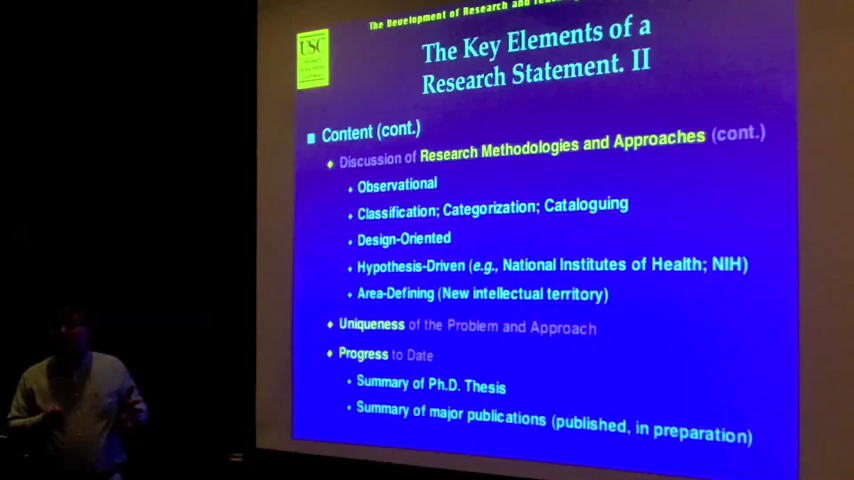 The Development of Research and
USC
The Key Elements of a
Research Statement. II
Content (cont.)
Discussion of Research Methodologies and Approaches (cont.)
Observational
Classification; Categorization; Cataloguing
Design-Oriented
Hypothesis-Driven (e.g., National Institutes of Health; NIH)
Area-Defining (New intellectual territory)
Uniqueness of the Problem and Approach
Progress to Date
Summary of Ph.D. Thesis
Summary of major publications (published, in preparation)